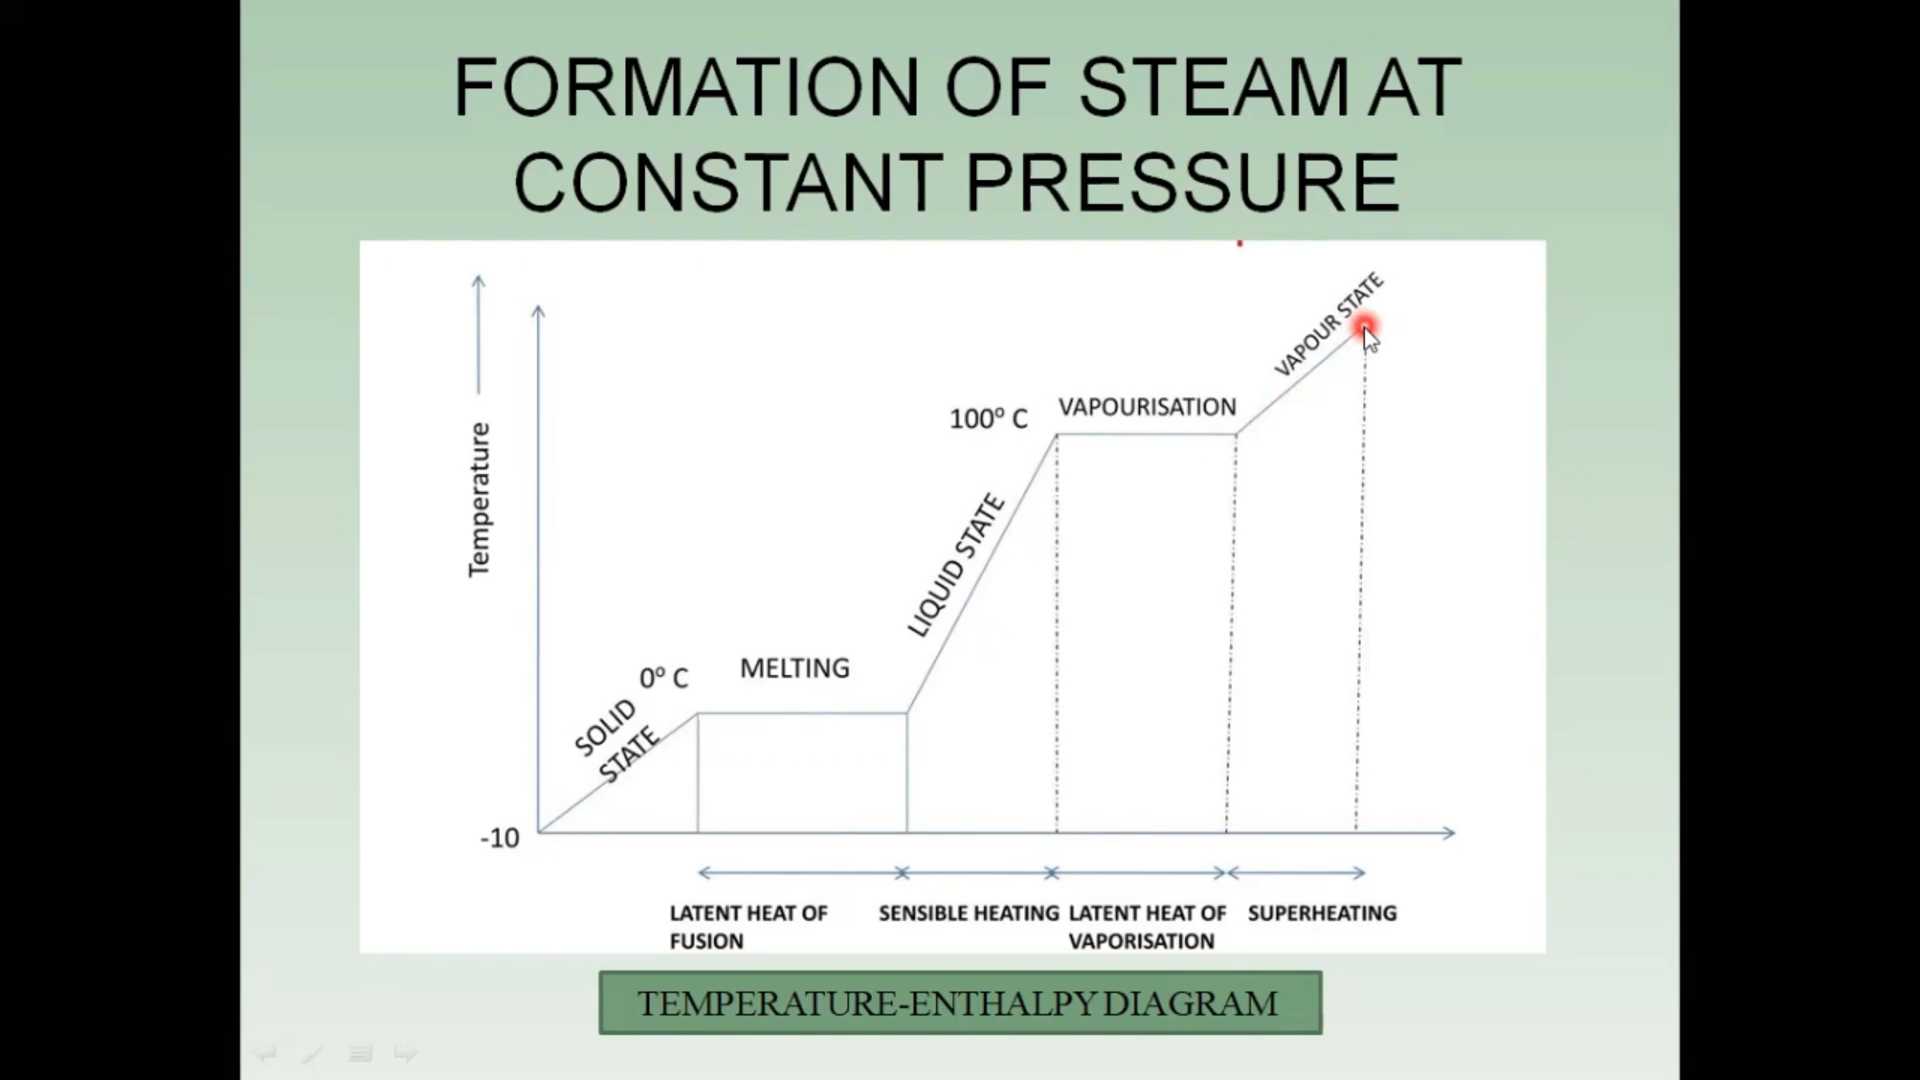 FORMATION OF STEAM AT
CONSTANT PRESSURE
Temperature
VAPOUR STATE
100º C
VAPOURISATION
LIQUID STATE
0º C
MELTING
SOLID
STATE
-10
LATENT HEAT OF
FUSION
SENSIBLE HEATING
LATENT HEAT OF
VAPORISATION
SUPERHEATING
TEMPERATURE-ENTHALPY DIAGRAM